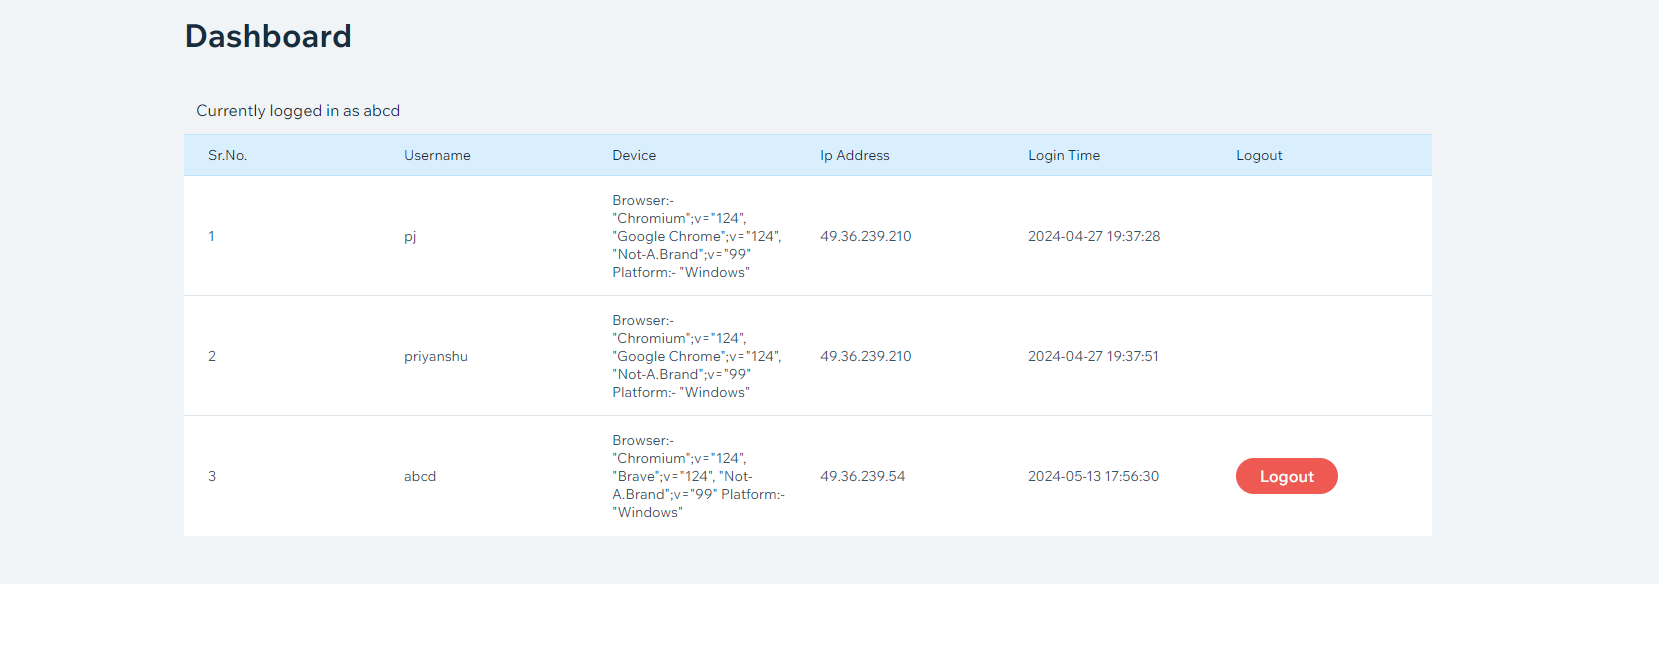 Dashboard
Currently logged in as abcd
Sr.No. Username Device Ip Address Login Time Logout
Browser:-
"Chromium";v="124",
1 pj "Google Chrome";v="124", 49.36.239.210 2024-04-27 19:37:28
"Not-A.Brand";v="99"
Platform:- "Windows"
Browser:-
"Chromium";v="124",
2 priyanshu "Google Chrome";v="124", 49.36.239.210 2024-04-27 19:37:51
"Not-A.Brand";v="99"
Platform:- "Windows"
Browser:-
"Chromium";v="124",
3 abcd "Brave";v="124", "Not- 49.36.239.54 2024-05-13 17:56:30 Logout
A.Brand";v="99" Platform:-
"Windows"